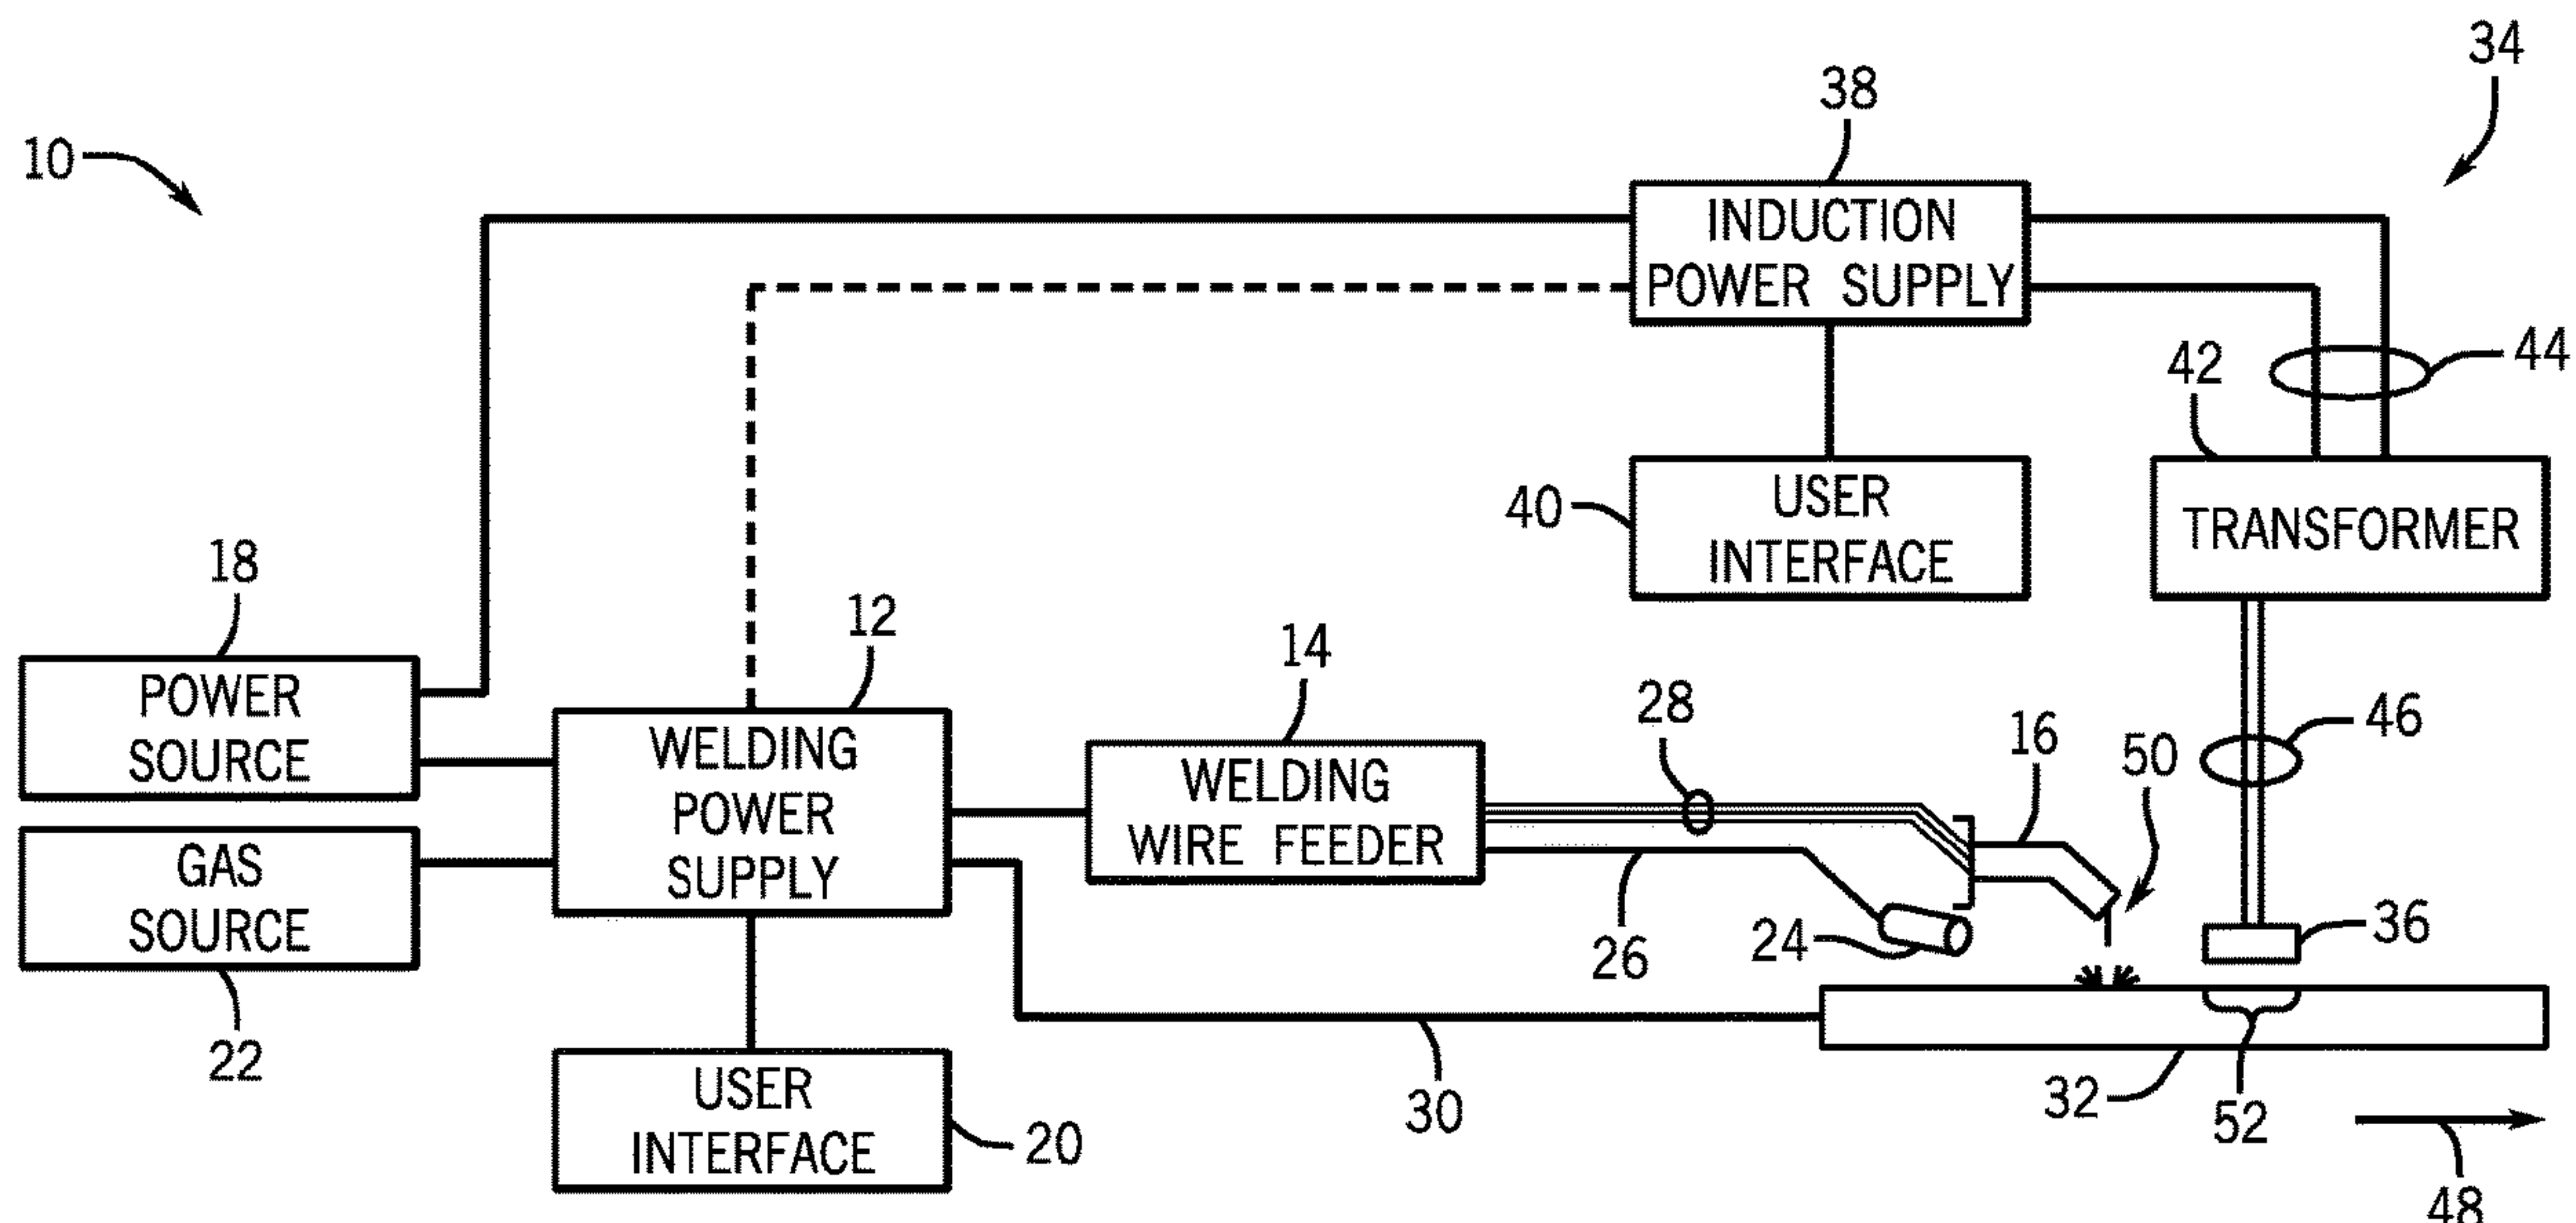 34
38
10
INDUCTION
POWER SUPPLY
44
42
40
USER
INTERFACE
TRANSFORMER
18
12
14
POWER
SOURCE
28
46
16
50
WELDING
POWER
SUPPLY
WELDING
WIRE FEEDER
GAS
SOURCE
36
24
26
22
USER
INTERFACE
20
30
32
52
48